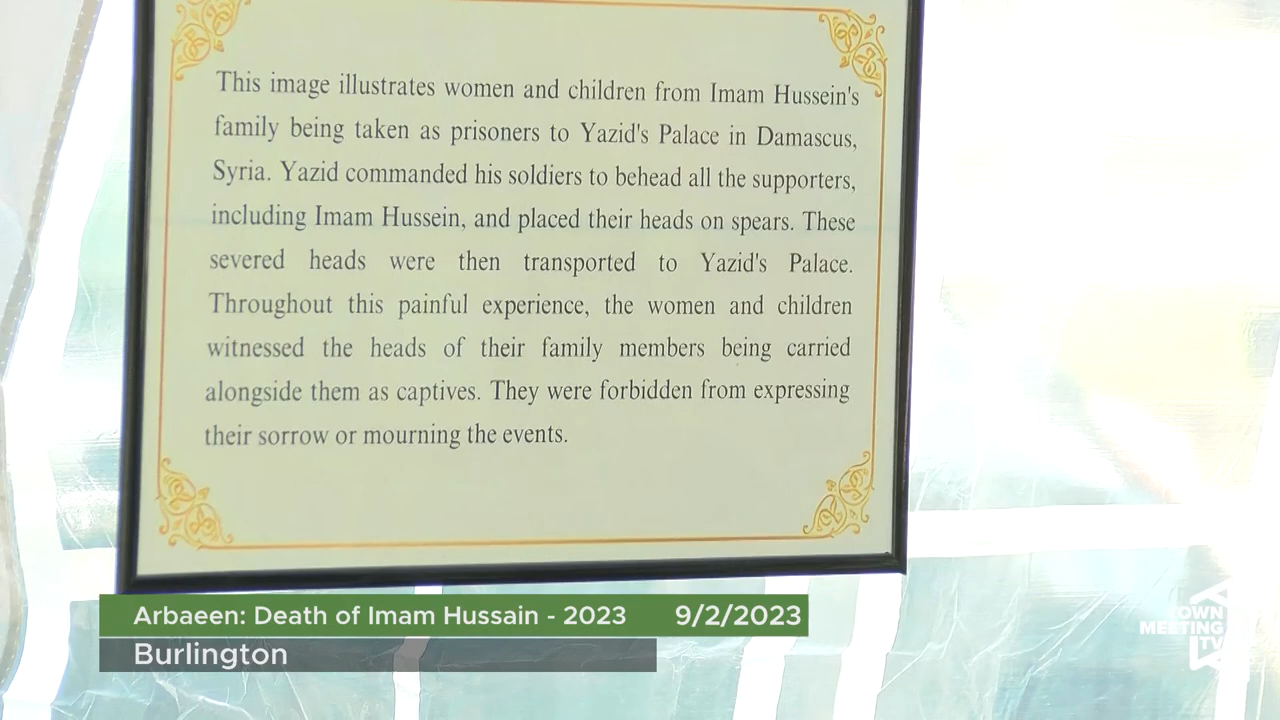 This image illustrates women and children from Imam Hussein's
family being taken as prisoners to Yazid's Palace in Damascus,
Syria. Yazid commanded his soldiers to behead all the supporters,
including Imam Hussein, and placed their heads on spears. These
severed heads were then transported to Yazid's Palace.
Throughout this painful experience, the women and children
witnessed the heads of their family members being carried
alongside them as captives. They were forbidden from expressing
their sorrow or mourning the events.
Arbaeen: Death of Imam Hussain - 2023 9/2/2023
Burlington
TOWN
MEETING
TV